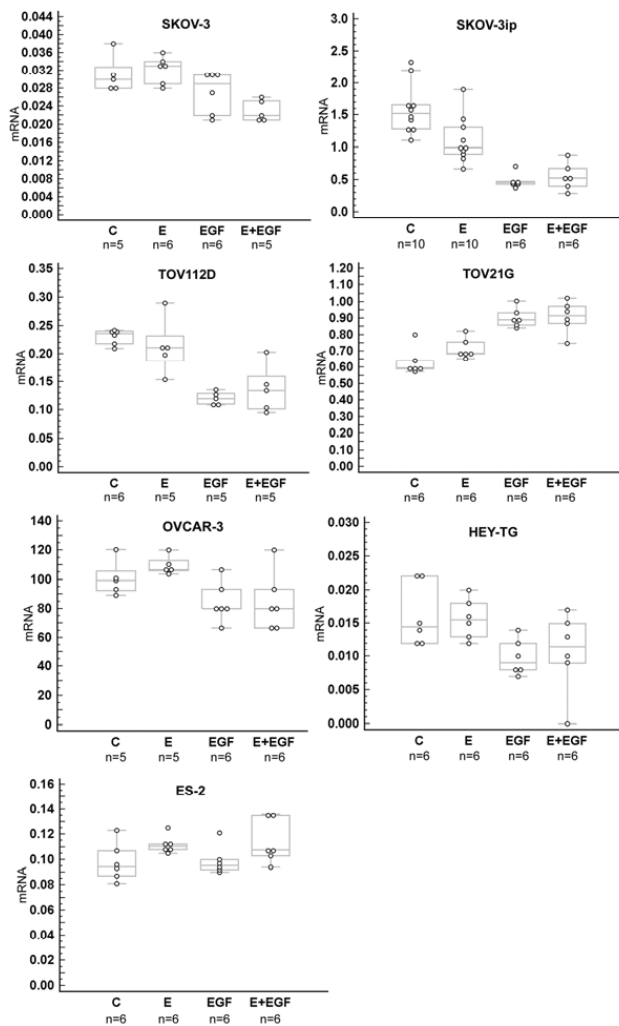 SKOV-3
mRNA
0.044
0.040
0.036
0.032
0.028
0.024
0.020
0.016
0.012
0.008
0.004
0.000
C E EGF E+EGF
n=5 n=6 n=6 n=5
SKOV-3ip
mRNA
3.0
2.5
2.0
1.5
1.0
0.5
0.0
C E EGF E+EGF
n=10 n=10 n=6 n=6
TOV112D
mRNA
0.35
0.30
0.25
0.20
0.15
0.10
0.05
0.00
C E EGF E+EGF
n=6 n=5 n=5 n=5
TOV21G
mRNA
1.20
1.10
1.00
0.90
0.80
0.70
0.60
0.50
0.40
0.30
0.20
0.10
0.00
C E EGF E+EGF
n=6 n=6 n=6 n=6
OVCAR-3
mRNA
140
120
100
80
60
40
20
0
C E EGF E+EGF
n=5 n=5 n=6 n=6
HEY-TG
mRNA
0.030
0.025
0.020
0.015
0.010
0.005
0.000
C E EGF E+EGF
n=6 n=6 n=6 n=6
ES-2
mRNA
0.16
0.14
0.12
0.10
0.08
0.06
0.04
0.02
0.00
C E EGF E+EGF
n=6 n=6 n=6 n=6